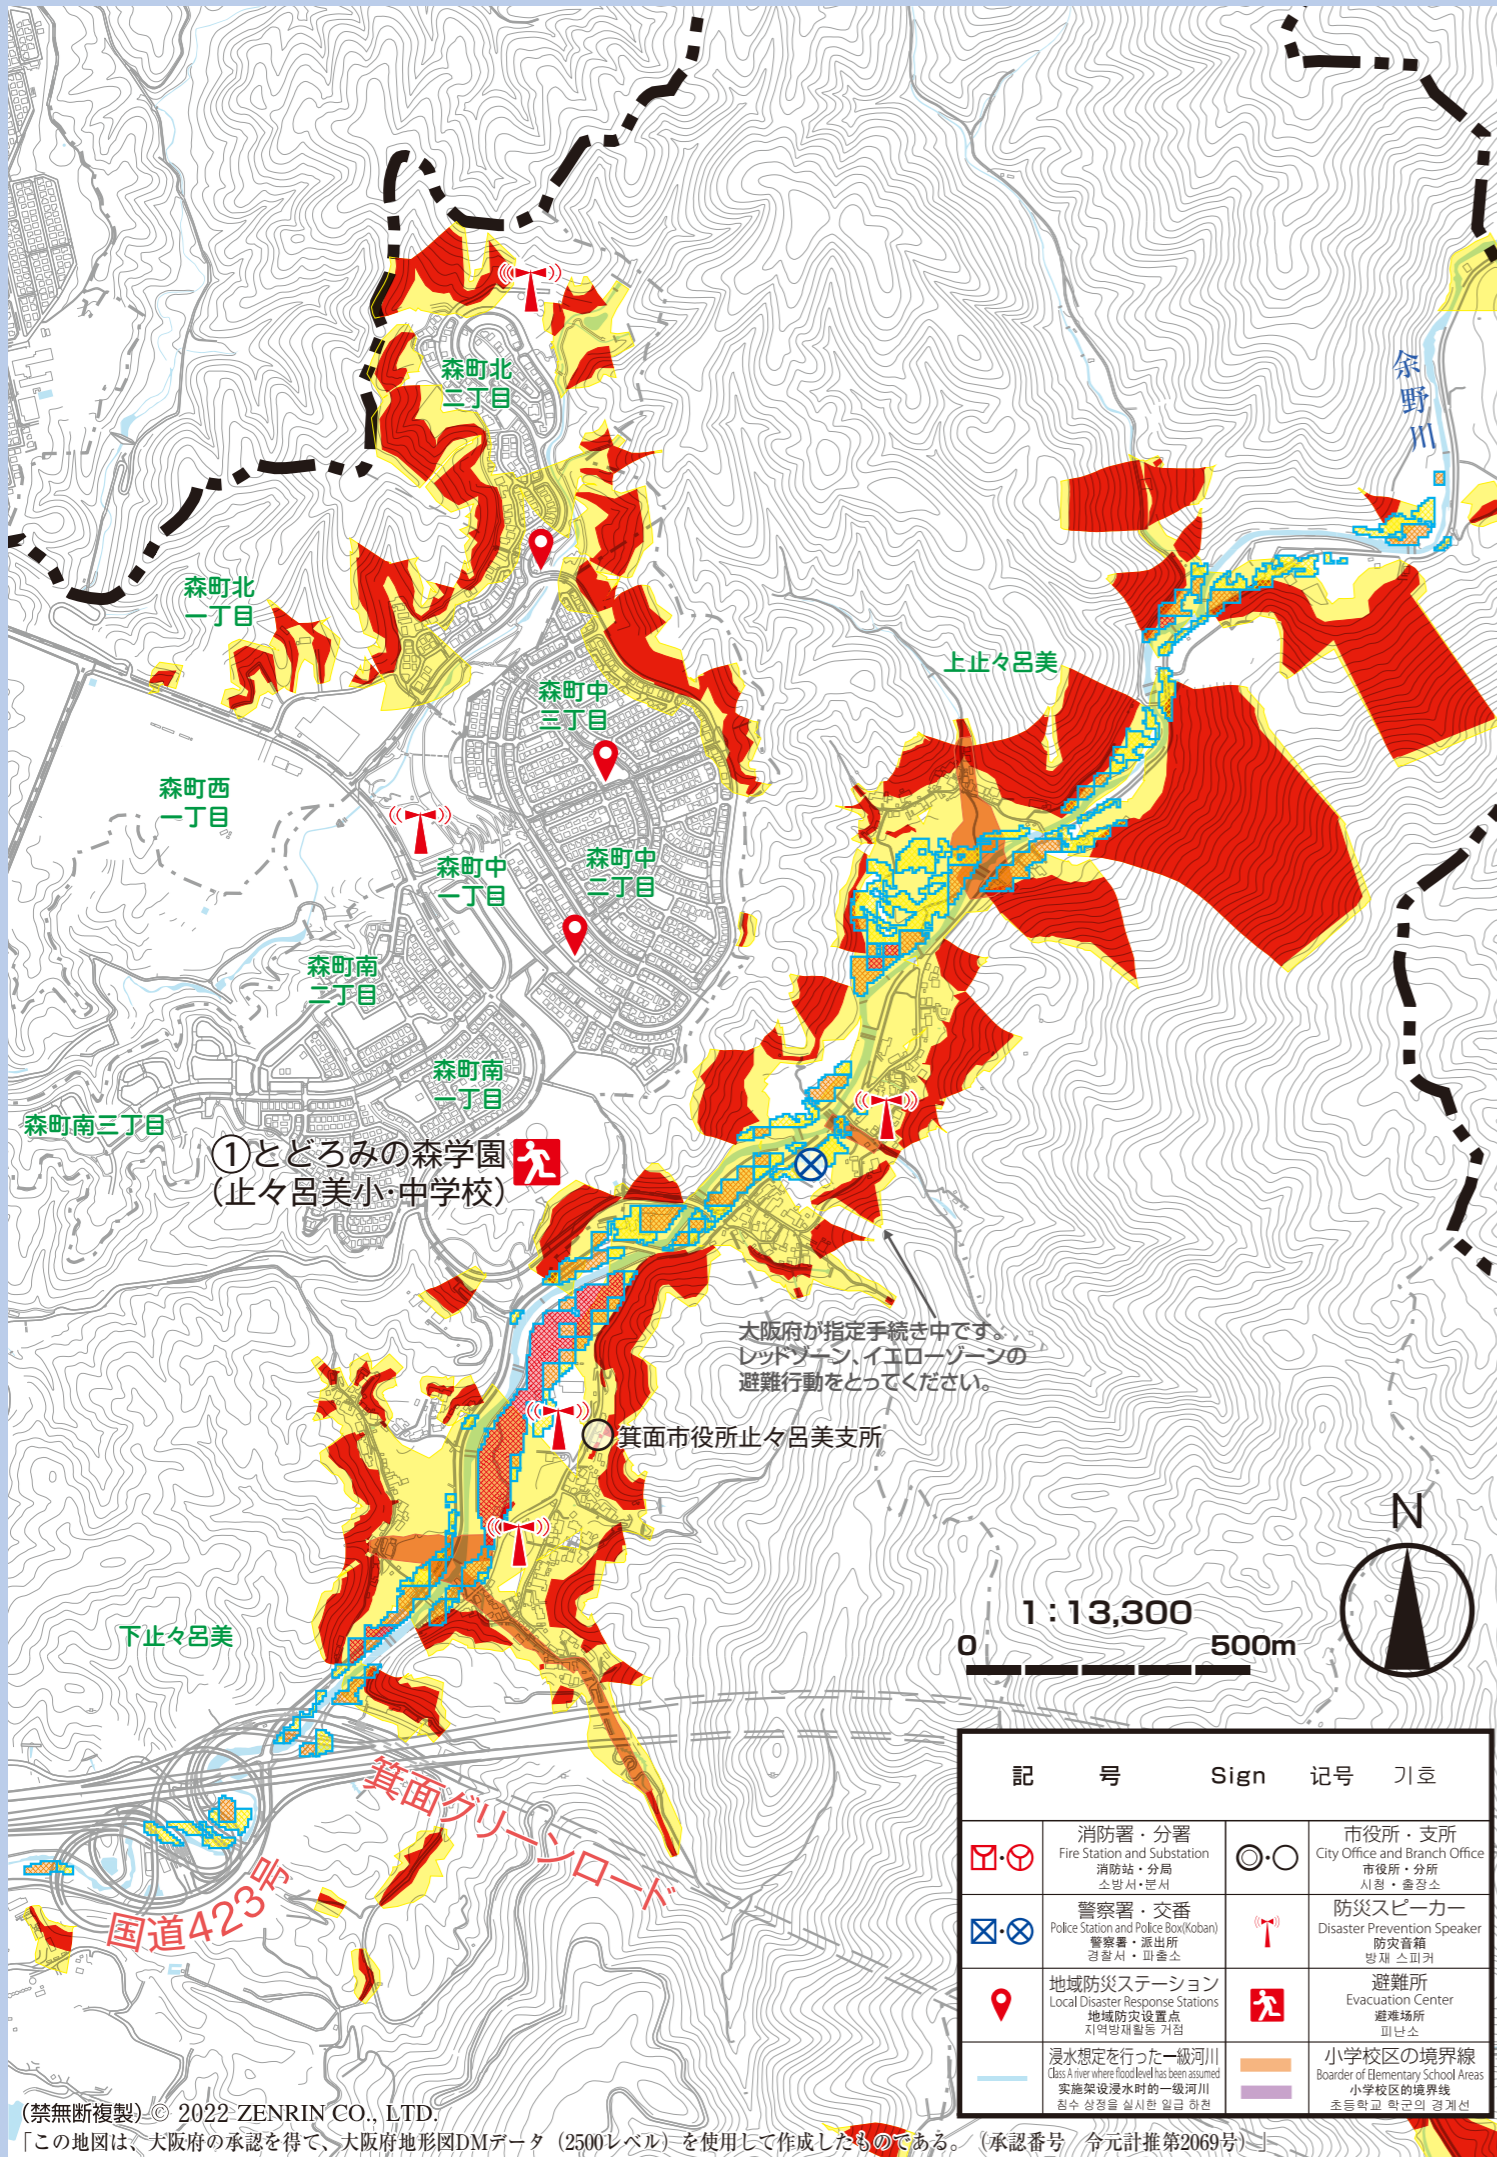 余野川
森町北
二丁目
森町北
一丁目
上止々呂美
森町中
三丁目
森町西
一丁目
森町中
一丁目
森町中
二丁目
森町南
二丁目
森町南
一丁目
森町南三丁目
①とどろみの森学園
(止々呂美小・中学校)
大阪府が指定手続き中です。
レッドゾーン、イエローゾーンの
避難行動をとってください。
箕面市役所止々呂美支所
下止々呂美
N
1:13,300
0 500m
箕面グリーンロード
国道423号
記 号 Sign 记号 기호
消防署・分署
Fire Station and Substation
消防站・分局
소방서・분서
市役所・支所
City Office and Branch Office
市役所・分所
시청・출장소
警察署・交番
Police Station and Police Box(Koban)
警察署・派出所
경찰서・파출소
防災スピーカー
Disaster Prevention Speaker
防灾音箱
방재 스피커
地域防災ステーション
Local Disaster Response Stations
地域防灾设置点
지역방재활동 거점
避難所
Evacuation Center
避难场所
피난소
浸水想定を行った一級河川
Class A river where flood level has been assumed
实施架设浸水时的一级河川
침수 상정을 실시한 일급 하천
小学校区の境界線
Boarder of Elementary School Areas
小学校区的境界线
초등학교 학군의 경계선
(禁無断複製) © 2022 ZENRIN CO., LTD.
「この地図は、大阪府の承認を得て、大阪府地形図DMデータ(2500レベル)を使用して作成したものである。(承認番号 令元計推第2069号)」